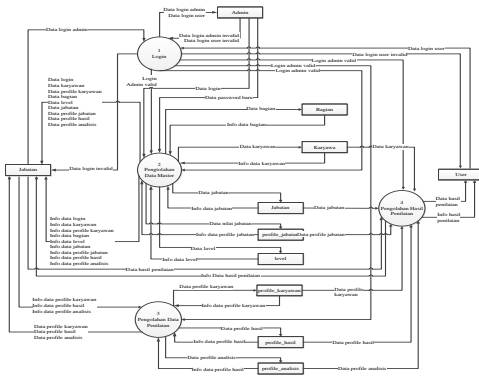 Data login admin
Data login user
Admin
Data login admin
Data login admin invalid
Data login user invalid
1
Login
Data login user
Data login user invalid
Login admin valid
Login admin valid
Login admin valid
Login
Admin valid
Data login
Data password baru
Data login
Data karyawan
Data profile karyawan
Data bagian
Data level
Data jabatan
Data profile jabatan
Data profile hasil
Data profile analisis
Data bagian
Bagian
Info data bagian
Data karyawan
Karyawa
Data karyawan
Info data karyawan
Jabatan
Data login invalid
2
Pengolahan
Data Master
User
Data jabatan
Jabatan
Data jabatan
Info data jabatan
4
Pengolahan Hasil
Penilaian
Data hasil
penilaian
Info hasil
penilaian
Info data login
Info data karyawan
Info data profile karyawan
Info data bagian
Info data level
Info data jabatan
Info data profile jabatan
Info data profile hasil
Info data profile analisis
Data nilai jabatan
Info data profile jabatan
profile_jabatan
Data profile jabatan
Data level
level
Info data level
Data hasil penilaian
Info Data hasil penilaian
Data profile karyawan
profile_karyawan
Data profile
karyawan
Info data profile karyawan
Info data profile karyawan
Info data profile hasil
Info data profile analisis
3
Pengolahan Data
Penilaian
Data profile karyawan
Data profile hasil
Data profile analisis
Data profile hasil
Info data profile hasil
profile_hasil
Data profile hasil
Data profile analisis
Info data profile hasil
profile_analisis
Data profile analisis